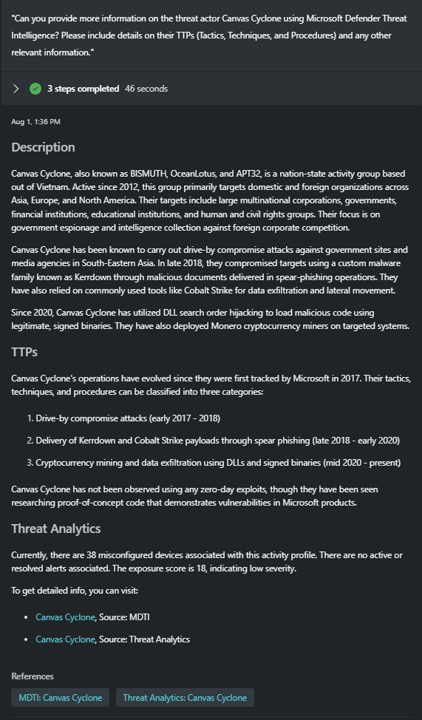 "Can you provide more information on the threat actor Canvas Cyclone using Microsoft Defender Threat
Intelligence? Please include details on their TTPs (Tactics, Techniques, and Procedures) and any other
relevant information."
3 steps completed 46 seconds
Aug 1, 1:36 PM
Description
Canvas Cyclone, also known as BISMUTH, OceanLotus, and APT32, is a nation-state activity group based
out of Vietnam. Active since 2012, this group primarily targets domestic and foreign organizations across
Asia, Europe, and North America. Their targets include large multinational corporations, governments,
financial institutions, educational institutions, and human and civil rights groups. Their focus is on
government espionage and intelligence collection against foreign corporate competition.
Canvas Cyclone has been known to carry out drive-by compromise attacks against government sites and
media agencies in South-Eastern Asia. In late 2018, they compromised targets using a custom malware
family known as Kerrdown through malicious documents delivered in spear-phishing operations. They
have also relied on commonly used tools like Cobalt Strike for data exfiltration and lateral movement.
Since 2020, Canvas Cyclone has utilized DLL search order hijacking to load malicious code using
legitimate, signed binaries. They have also deployed Monero cryptocurrency miners on targeted systems.
TTPs
Canvas Cyclone's operations have evolved since they were first tracked by Microsoft in 2017. Their tactics,
techniques, and procedures can be classified into three categories:
1. Drive-by compromise attacks (early 2017 - 2018)
2. Delivery of Kerrdown and Cobalt Strike payloads through spear phishing (late 2018 - early 2020)
3. Cryptocurrency mining and data exfiltration using DLLs and signed binaries (mid 2020 - present)
Canvas Cyclone has not been observed using any zero-day exploits, though they have been seen
researching proof-of-concept code that demonstrates vulnerabilities in Microsoft products.
Threat Analytics
Currently, there are 38 misconfigured devices associated with this activity profile. There are no active or
resolved alerts associated. The exposure score is 18, indicating low severity.
To get detailed info, you can visit:
• Canvas Cyclone, Source: MDTI
• Canvas Cyclone, Source: Threat Analytics
References
MDTI: Canvas Cyclone Threat Analytics: Canvas Cyclone